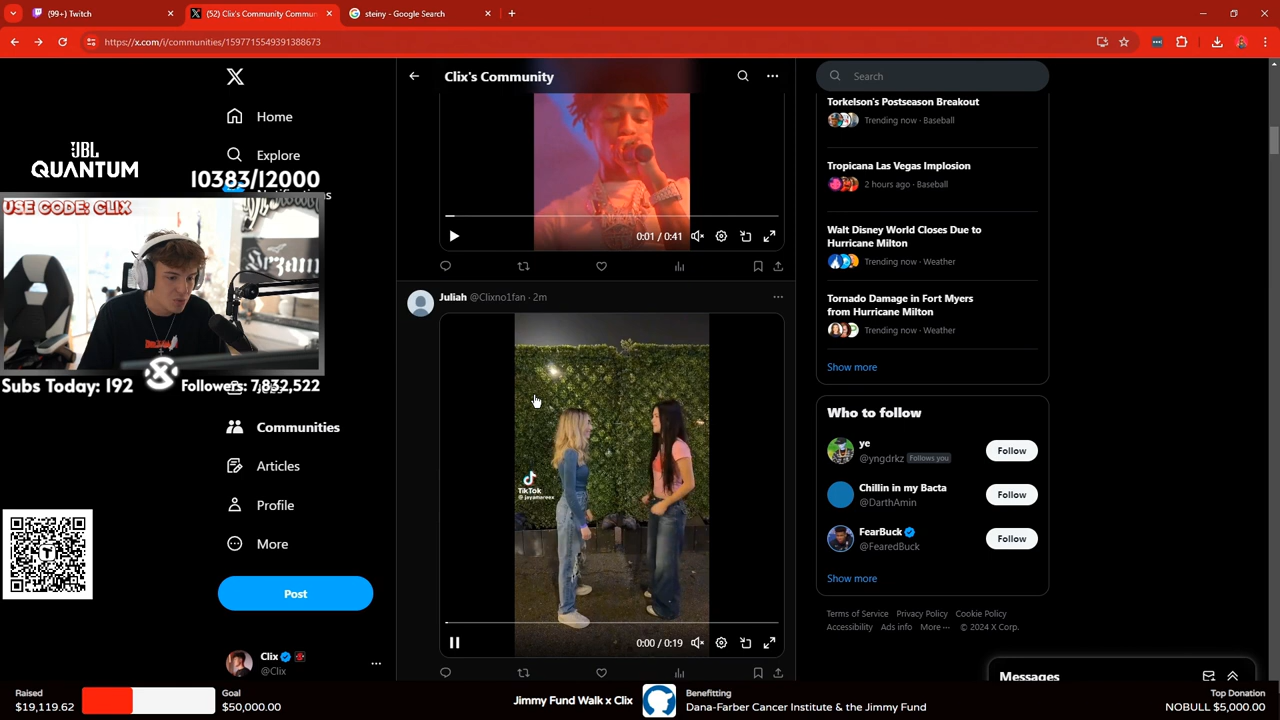 (99+) Twitch
(52) Clix's Community Commun
steiny - Google Search
https://x.com/i/communities/1597715549391388673
Clix's Community
Search
Home
Explore
Communities
Articles
Profile
More
Post
Clix
@Clix
JBL
QUANTUM
10383/12000
USE CODE: CLIX
Subs Today: 192
Followers: 7,832,522
0:01 / 0:41
Juliah @Clixno1fan · 2m
TikTok
@jayamareex
0:00 / 0:19
Torkelson's Postseason Breakout
Trending now · Baseball
Tropicana Las Vegas Implosion
2 hours ago · Baseball
Walt Disney World Closes Due to
Hurricane Milton
Trending now · Weather
Tornado Damage in Fort Myers
from Hurricane Milton
Trending now · Weather
Show more
Who to follow
ye
@yngdrkz Follows you
Follow
Chillin in my Bacta
@DarthAmin
Follow
FearBuck
@FearedBuck
Follow
Show more
Terms of Service Privacy Policy Cookie Policy
Accessibility Ads info More ··· © 2024 X Corp.
Messages
Raised
$19,119.62
Goal
$50,000.00
Jimmy Fund Walk x Clix
Benefitting
Dana-Farber Cancer Institute & the Jimmy Fund
Top Donation
NOBULL $5,000.00